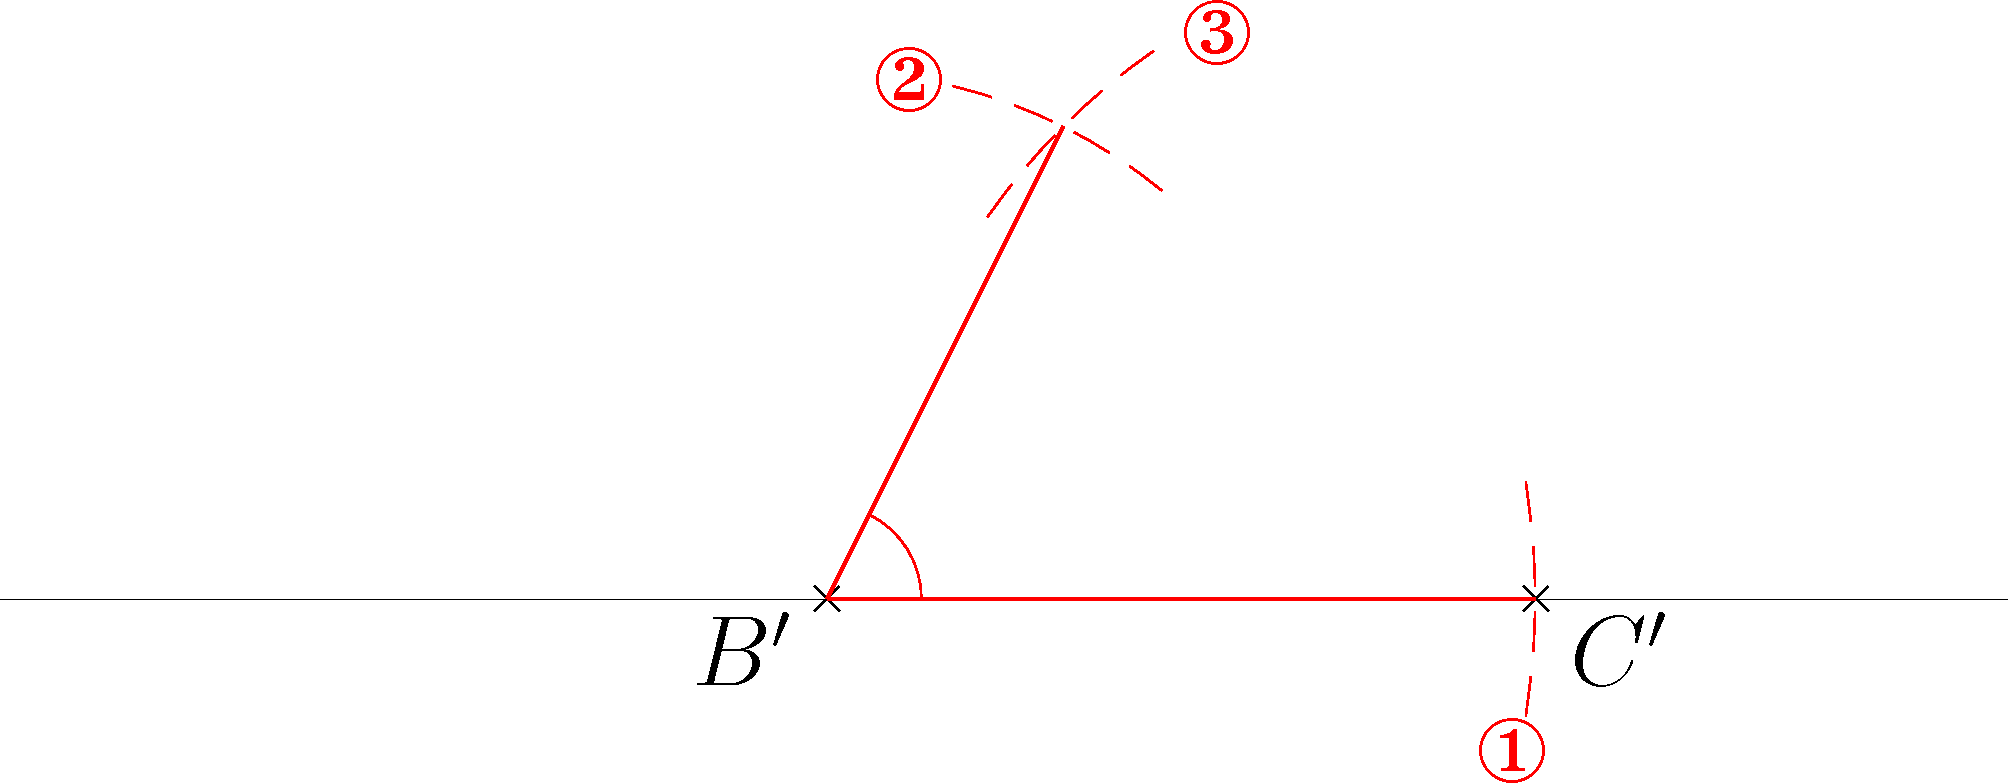 ③
②
B′
C′
①